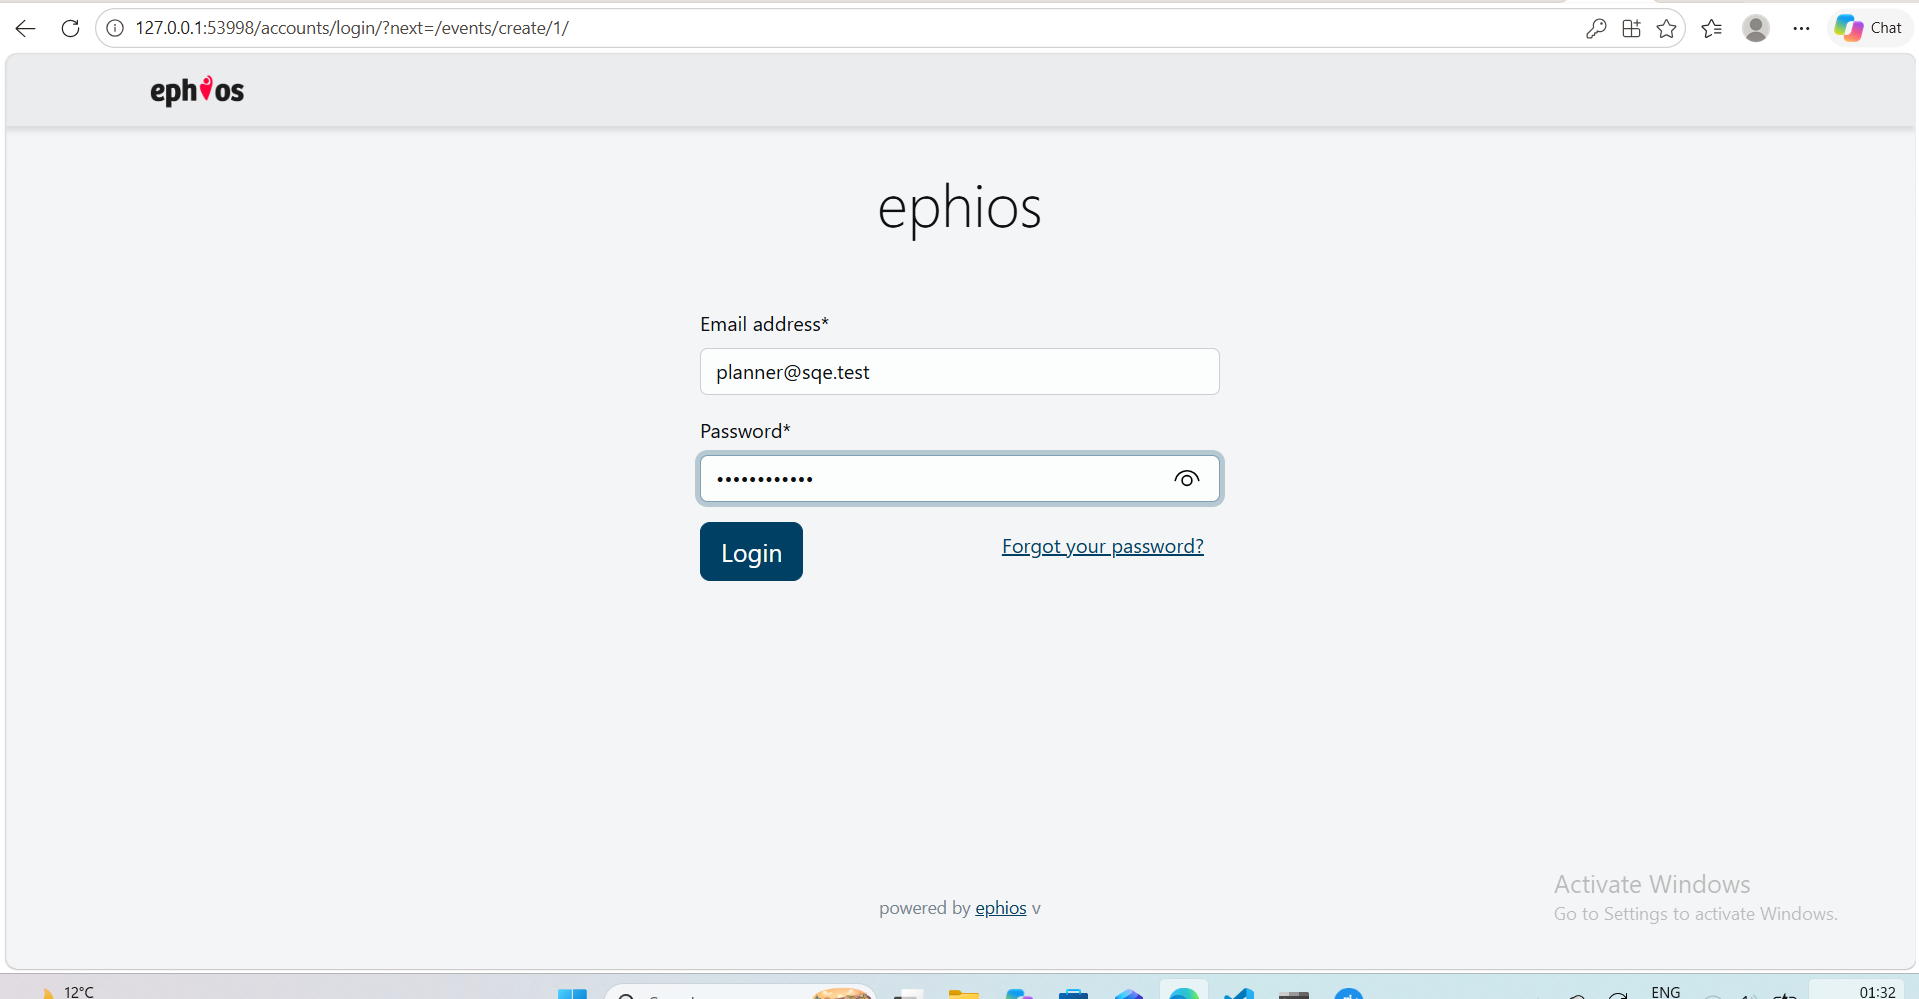 127.0.0.1:53998/accounts/login/?next=/events/create/1/
Chat
ephios
ephios
Email address*
planner@sqe.test
Password*
••••••••••••
Login
Forgot your password?
powered by ephios v
Activate Windows
Go to Settings to activate Windows.
12°C
ENG
01:32